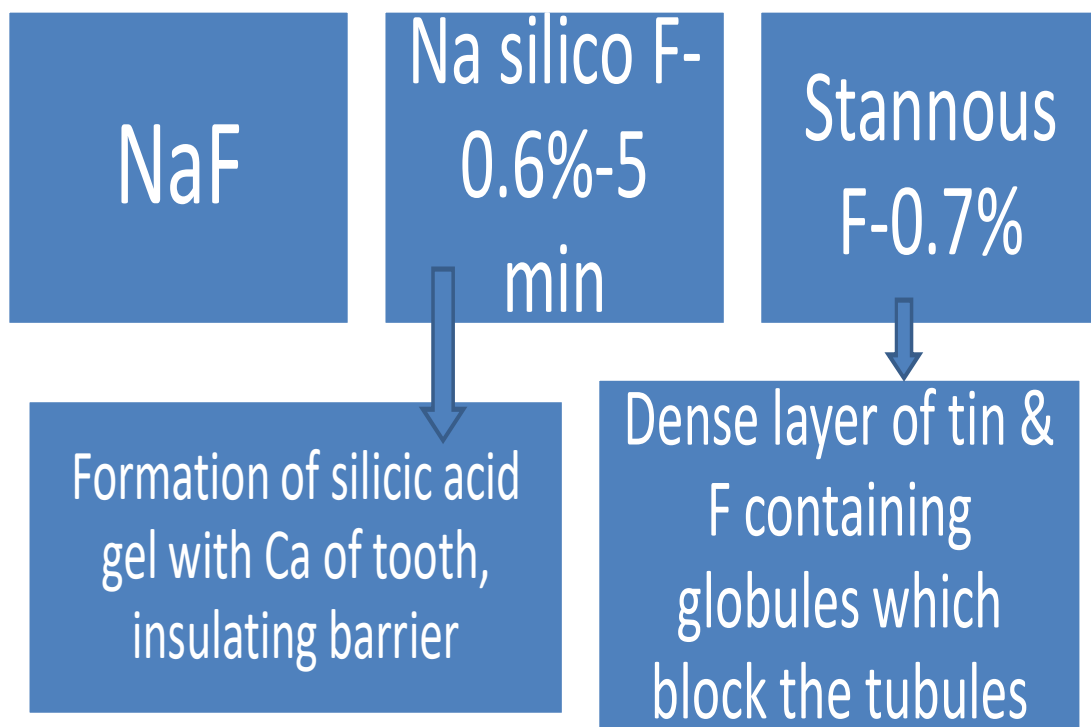 NaF
Na silico F-
0.6%-5
min
Stannous
F-0.7%
Formation of silicic acid
gel with Ca of tooth,
insulating barrier
Dense layer of tin &
F containing
globules which
block the tubules